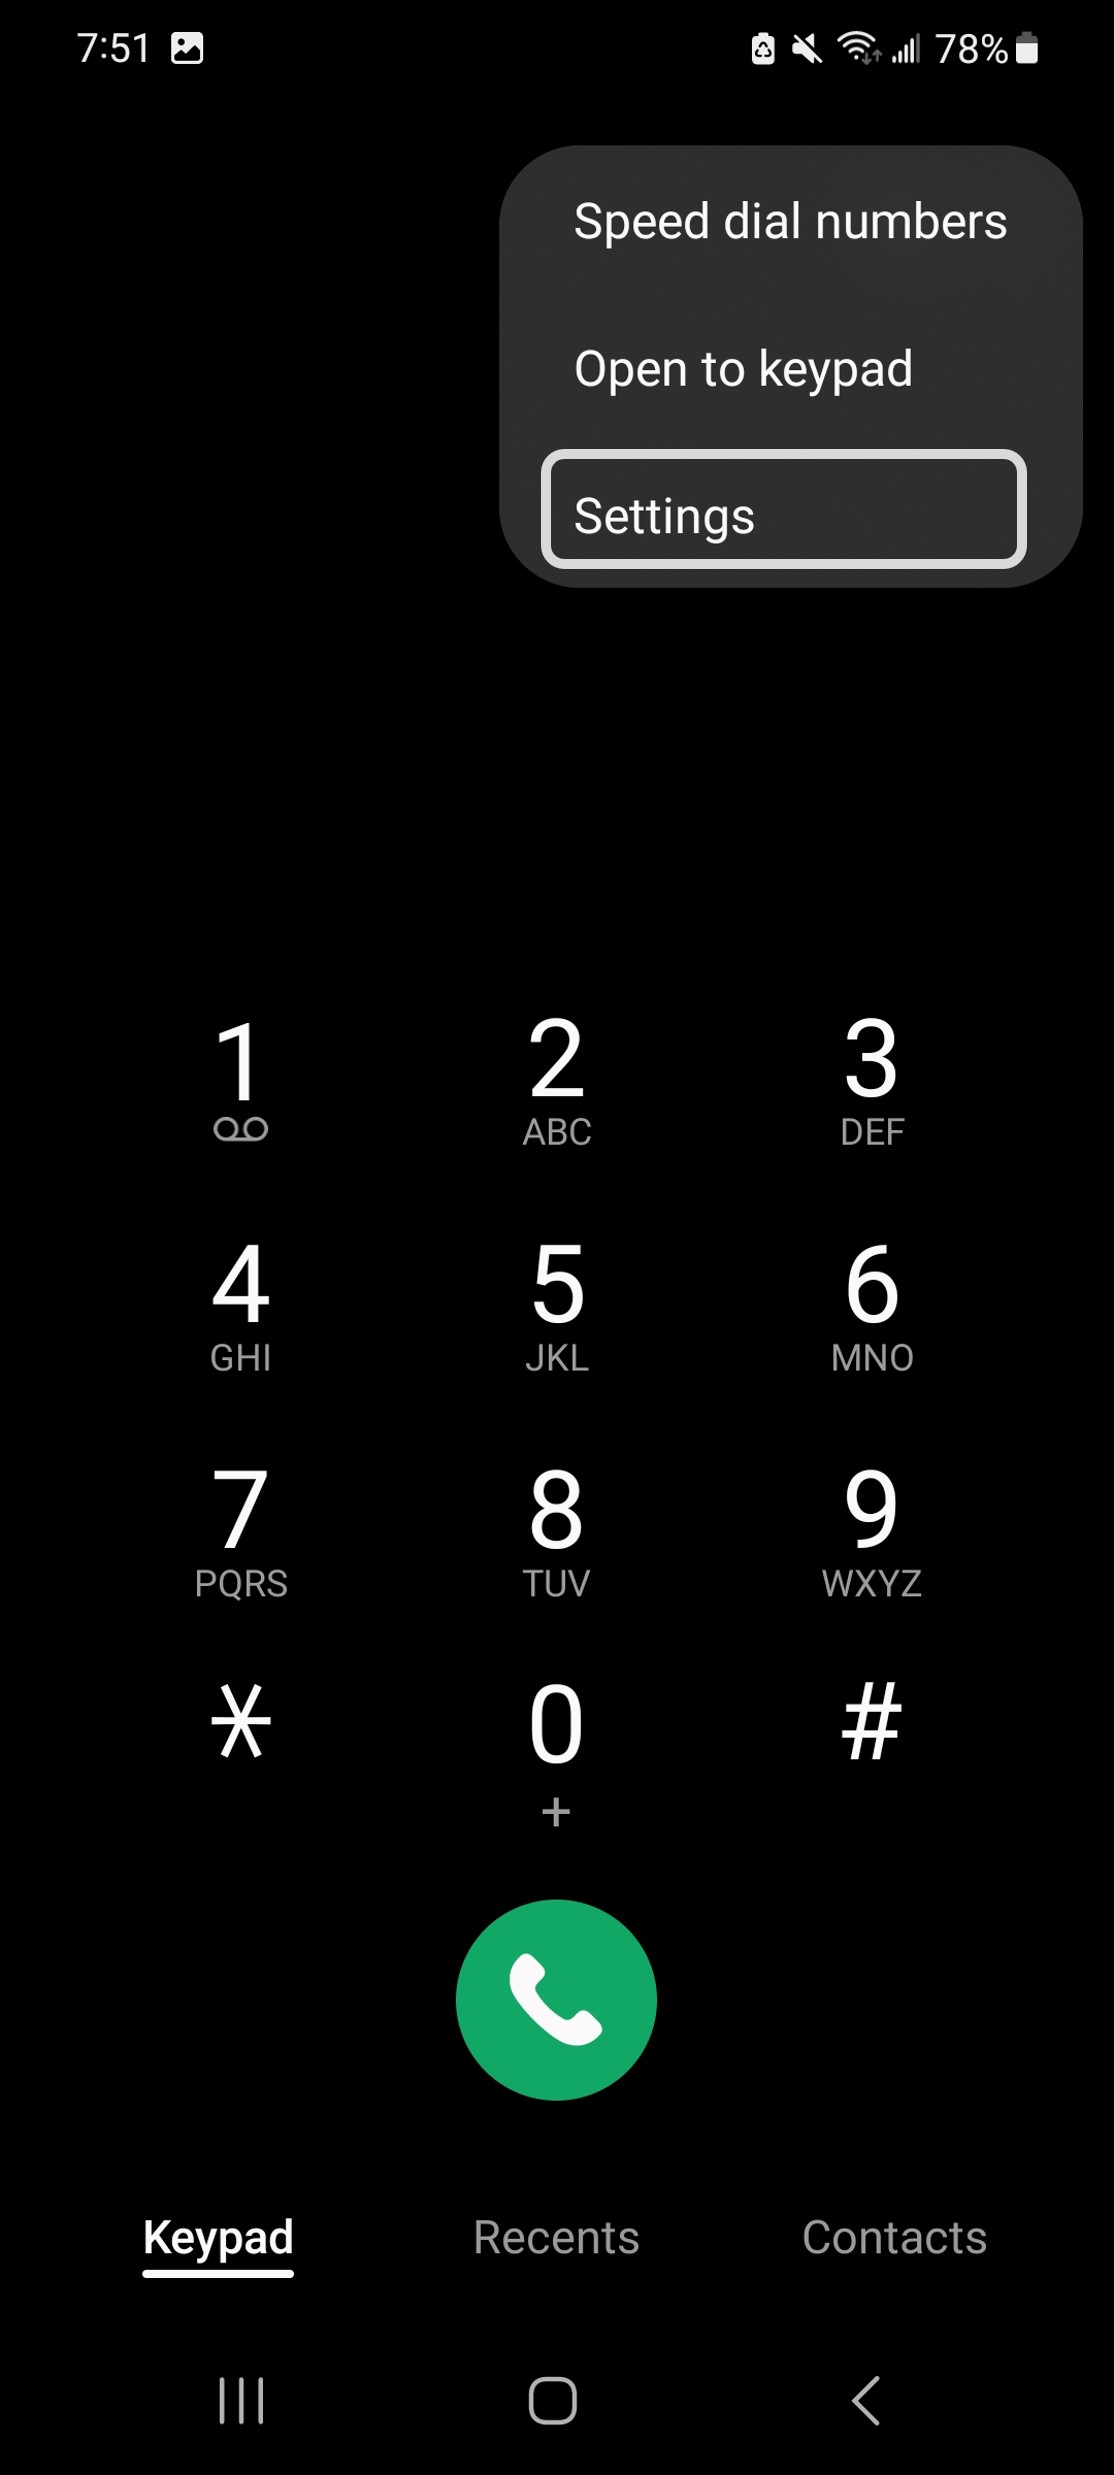 7:51 78%
Speed dial numbers
Open to keypad
Settings
1 2 3
ABC DEF
4 5 6
GHI JKL MNO
7 8 9
PQRS TUV WXYZ
* 0 #
+
Keypad Recents Contacts